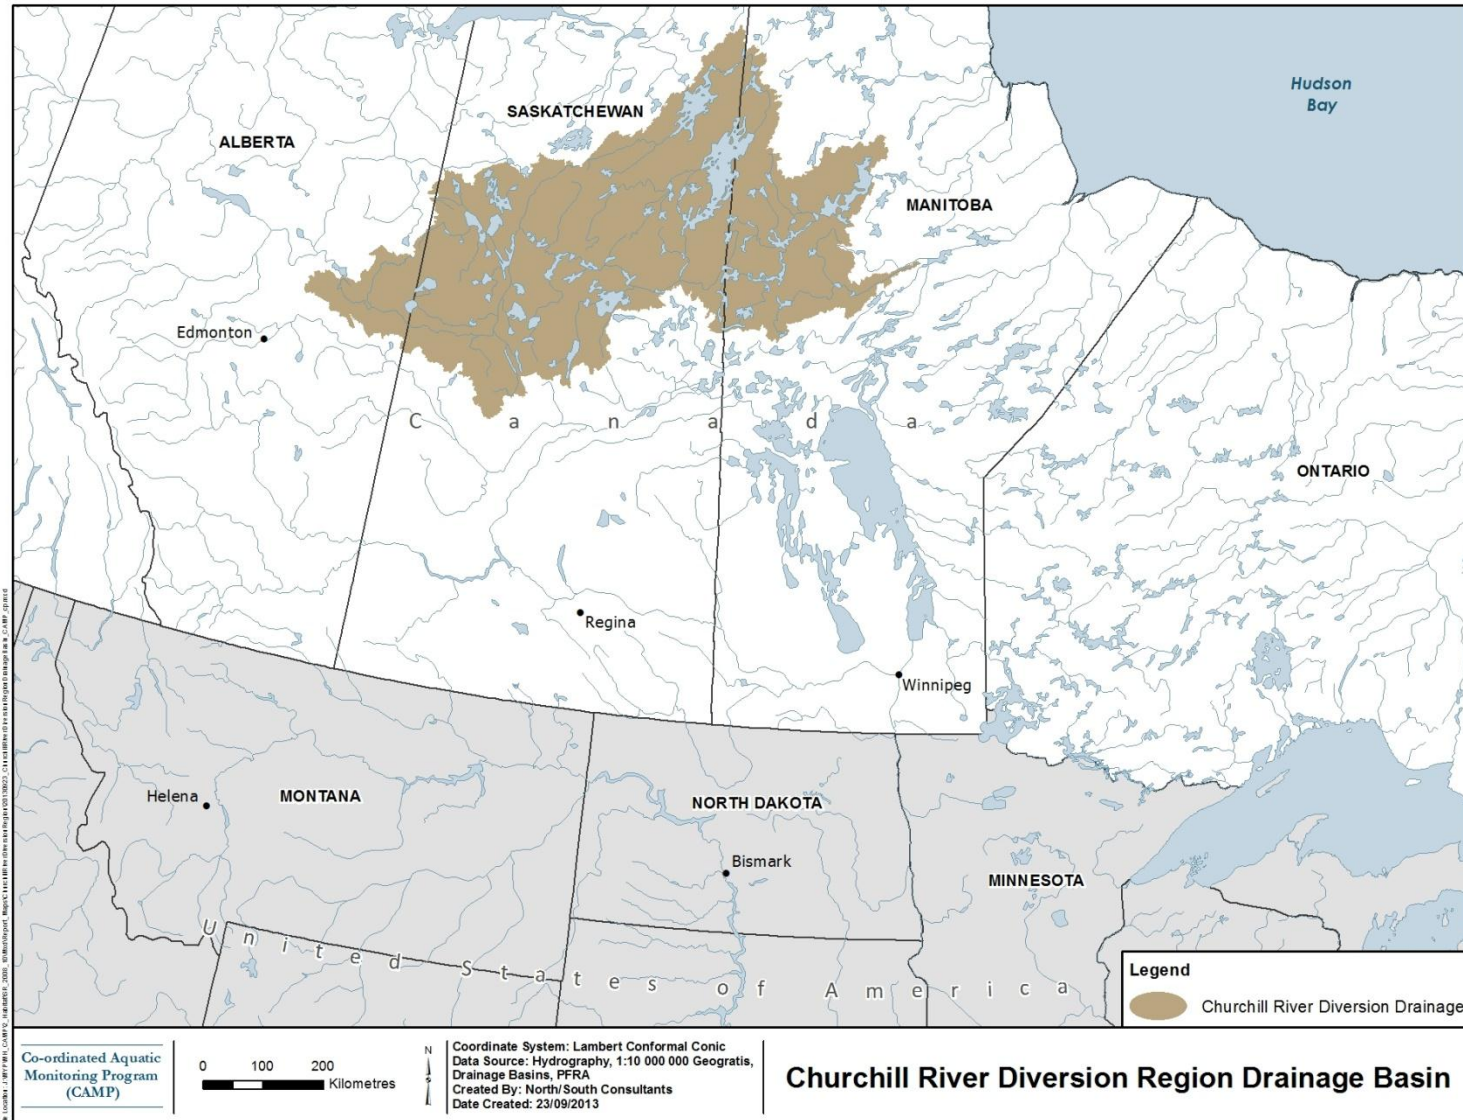 Hudson
Bay
SASKATCHEWAN
ALBERTA
MANITOBA
Edmonton
C a n a d a
ONTARIO
Regina
Winnipeg
Helena
MONTANA
NORTH DAKOTA
Bismark
MINNESOTA
United States of America
Legend
Churchill River Diversion Drainage
Co-ordinated Aquatic
Monitoring Program
(CAMP)
0 100 200
Kilometres
N
Coordinate System: Lambert Conformal Conic
Data Source: Hydrography, 1:10 000 000 Geogratis,
Drainage Basins, PFRA
Created By: North/South Consultants
Date Created: 23/09/2013
Churchill River Diversion Region Drainage Basin